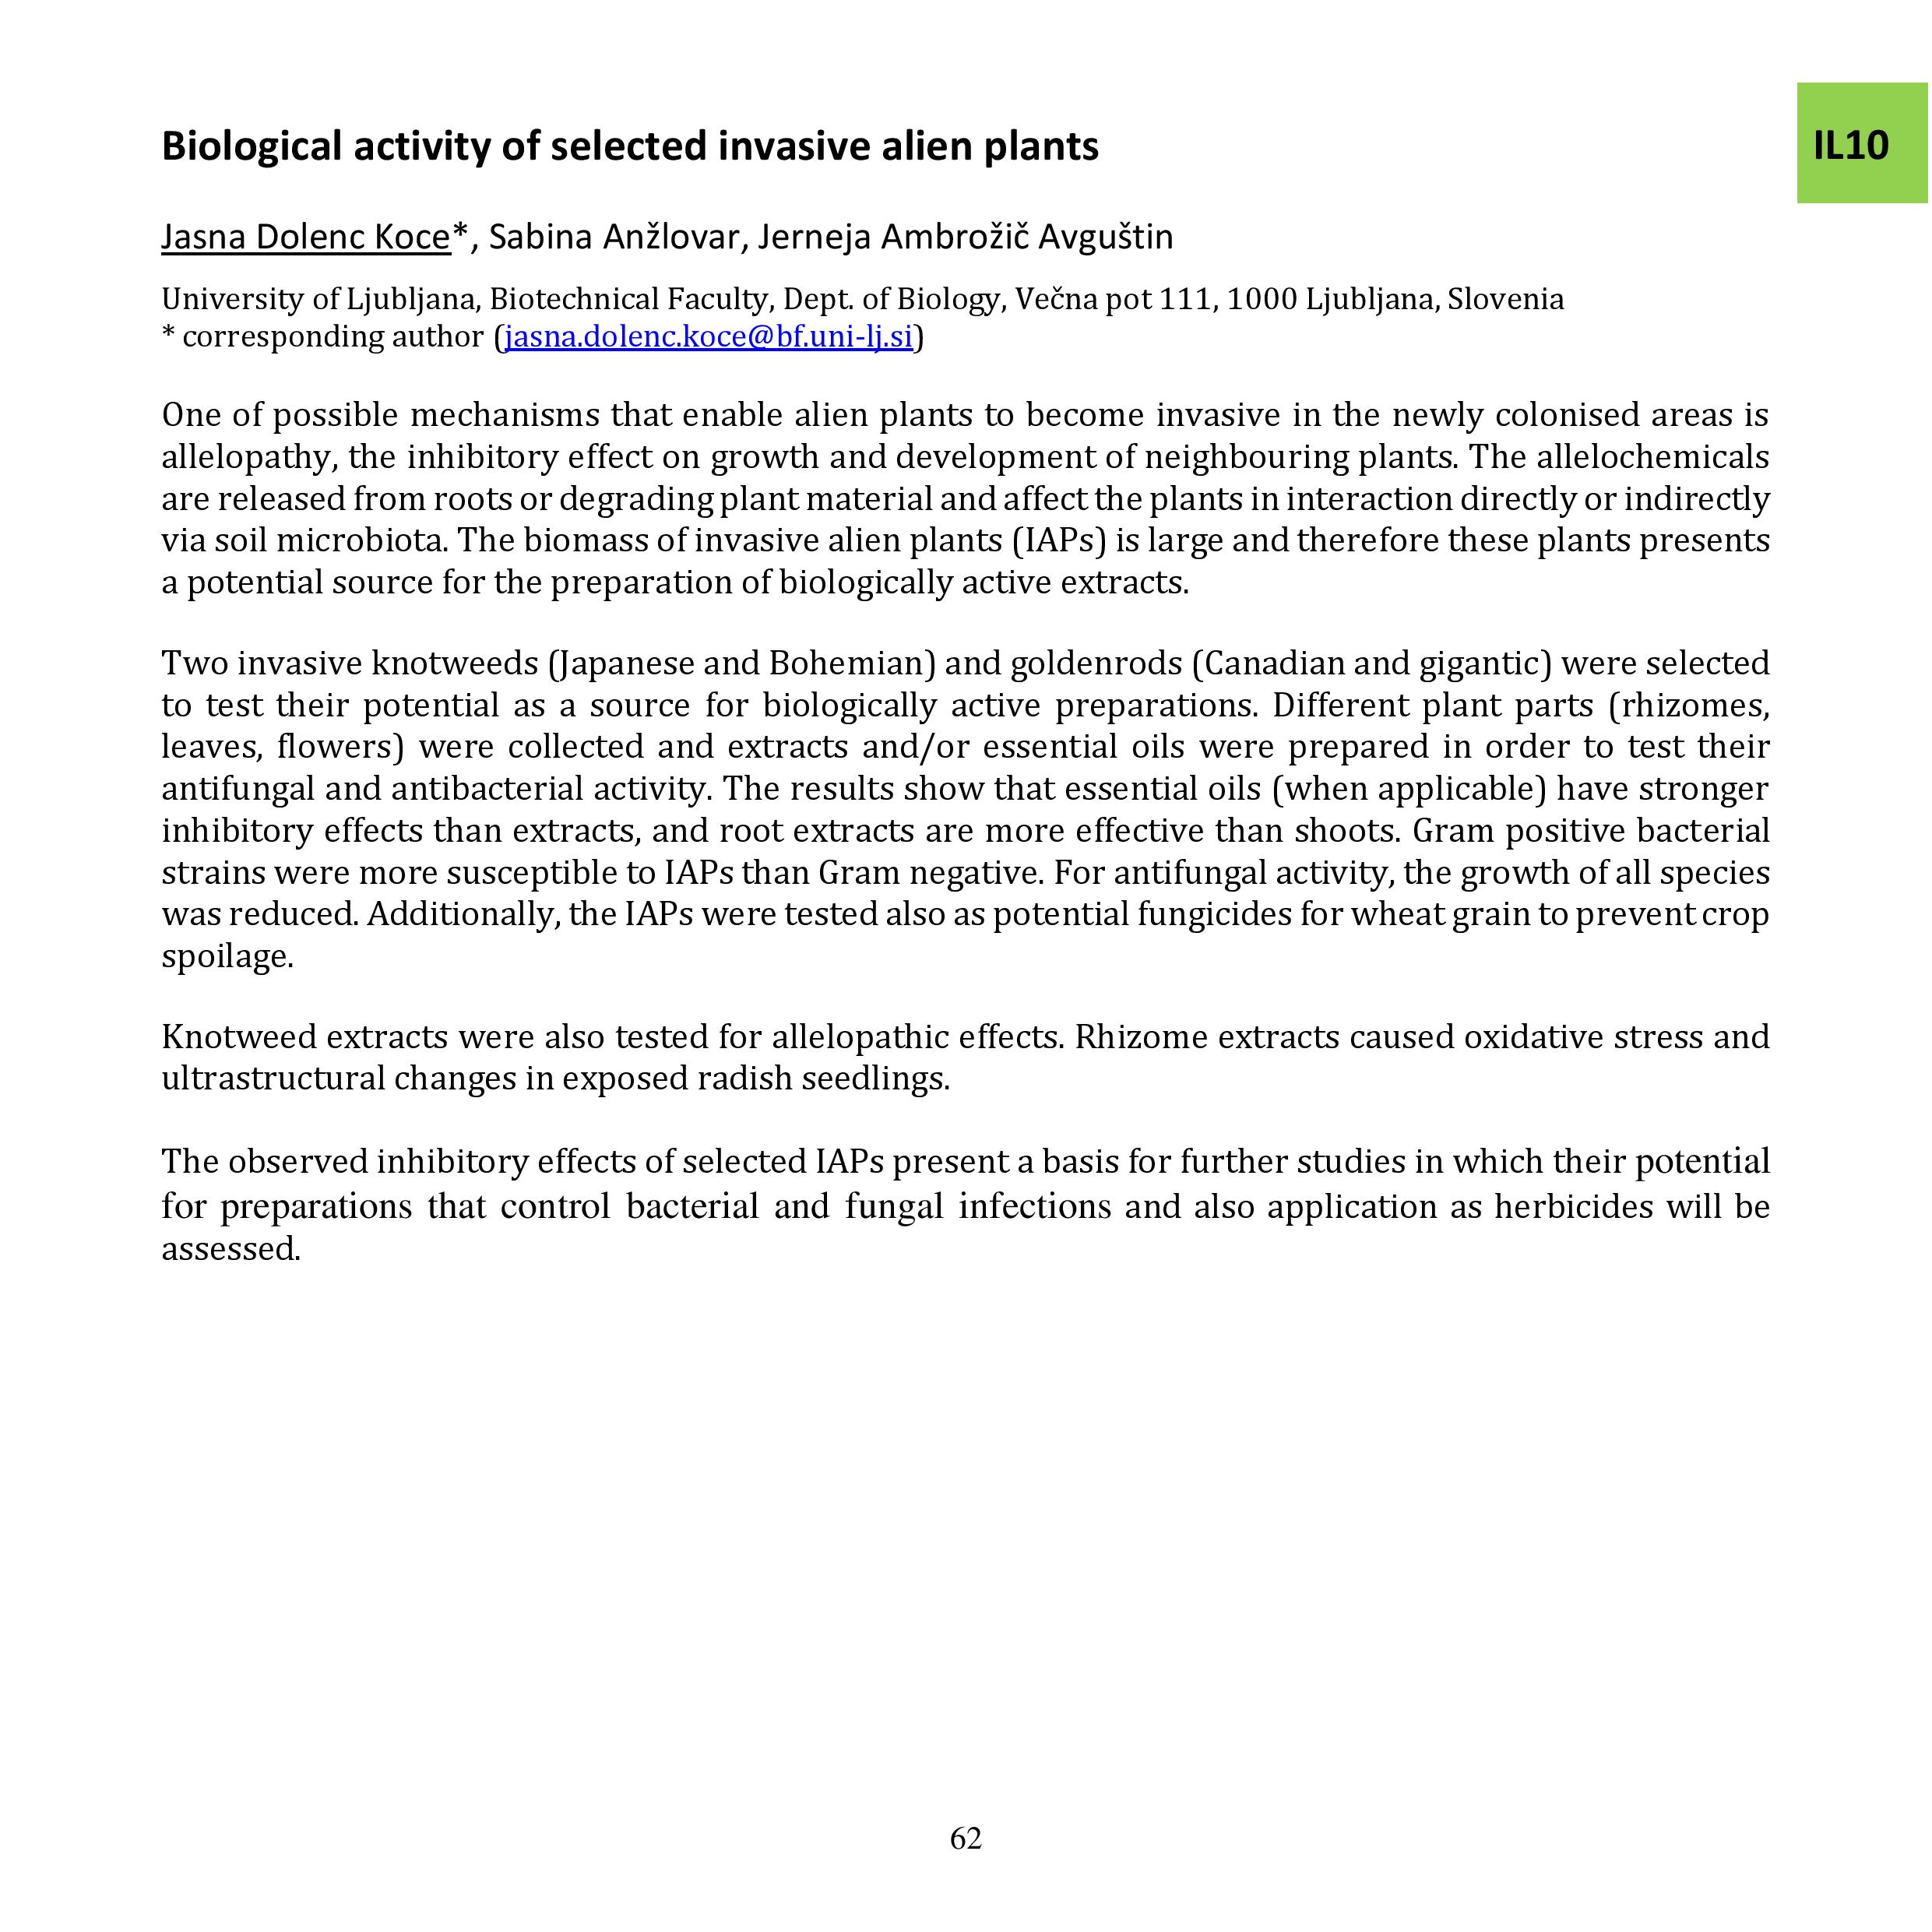 Biological activity of selected invasive alien plants
IL10
Jasna Dolenc Koce*, Sabina Anžlovar, Jerneja Ambrožič Avguštin
University of Ljubljana, Biotechnical Faculty, Dept. of Biology, Večna pot 111, 1000 Ljubljana, Slovenia
* corresponding author (jasna.dolenc.koce@bf.uni-lj.si)
One of possible mechanisms that enable alien plants to become invasive in the newly colonised areas is
allelopathy, the inhibitory effect on growth and development of neighbouring plants. The allelochemicals
are released from roots or degrading plant material and affect the plants in interaction directly or indirectly
via soil microbiota. The biomass of invasive alien plants (IAPs) is large and therefore these plants presents
a potential source for the preparation of biologically active extracts.
Two invasive knotweeds (Japanese and Bohemian) and goldenrods (Canadian and gigantic) were selected
to test their potential as a source for biologically active preparations. Different plant parts (rhizomes,
leaves, flowers) were collected and extracts and/or essential oils were prepared in order to test their
antifungal and antibacterial activity. The results show that essential oils (when applicable) have stronger
inhibitory effects than extracts, and root extracts are more effective than shoots. Gram positive bacterial
strains were more susceptible to IAPs than Gram negative. For antifungal activity, the growth of all species
was reduced. Additionally, the IAPs were tested also as potential fungicides for wheat grain to prevent crop
spoilage.
Knotweed extracts were also tested for allelopathic effects. Rhizome extracts caused oxidative stress and
ultrastructural changes in exposed radish seedlings.
The observed inhibitory effects of selected IAPs present a basis for further studies in which their potential
for preparations that control bacterial and fungal infections and also application as herbicides will be
assessed.
62